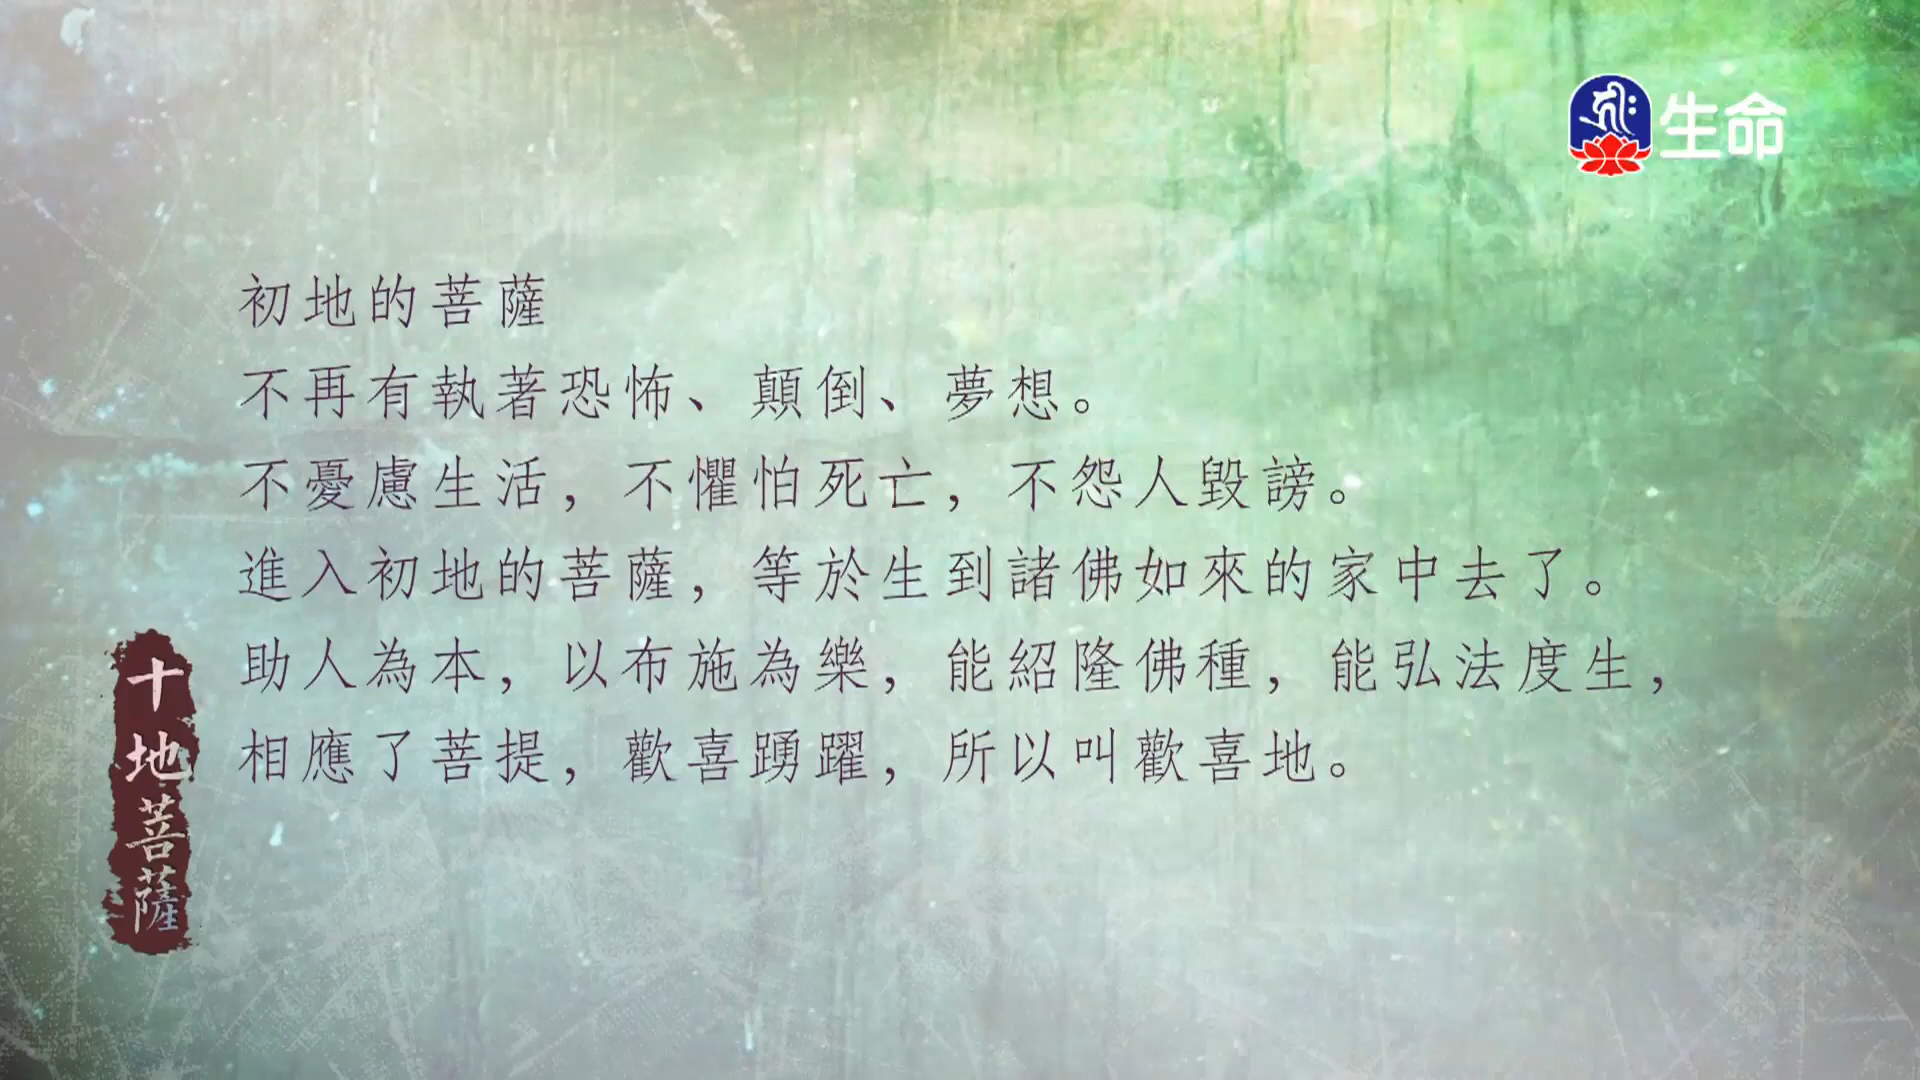 生命
初地的菩薩
不再有執著恐怖、顛倒、夢想。
不憂慮生活，不懼怕死亡，不怨人毀謗。
進入初地的菩薩，等於生到諸佛如來的家中去了。
助人為本，以布施為樂，能紹隆佛種，能弘法度生，
相應了菩提，歡喜踴躍，所以叫歡喜地。
十地菩薩